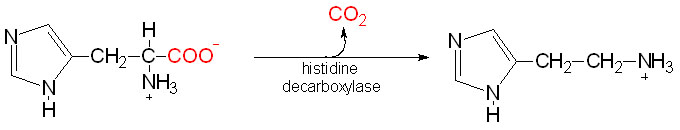 CO2
N H N
CH2-C-COO-
N NH3 histidine CH2-CH2-NH3
H + decarboxylase N +
H